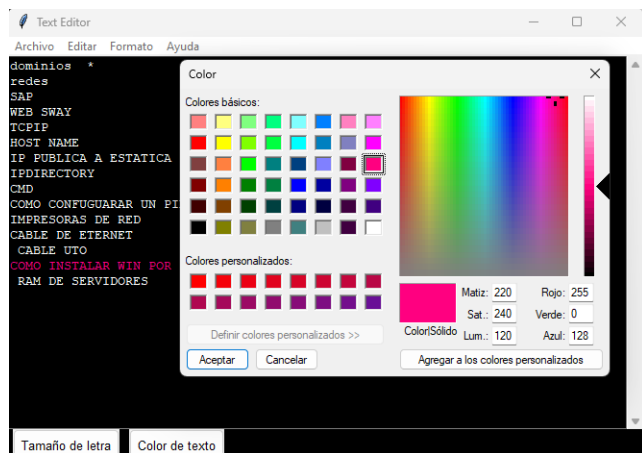 Text Editor
Archivo Editar Formato Ayuda
dominios *
redes
SAP
WEB SWAY
TCPIP
HOST NAME
IP PUBLICA A ESTATICA
IPDIRECTORY
CMD
COMO CONFUGUARAR UN PI
IMPRESORAS DE RED
CABLE DE ETERNET
CABLE UTO
COMO INSTALAR WIN POR
RAM DE SERVIDORES
Color
Colores básicos:
Colores personalizados:
Definir colores personalizados >>
Aceptar Cancelar
Color|Sólido
Matiz: 220 Rojo: 255
Sat.: 240 Verde: 0
Lum.: 120 Azul: 128
Agregar a los colores personalizados
Tamaño de letra Color de texto